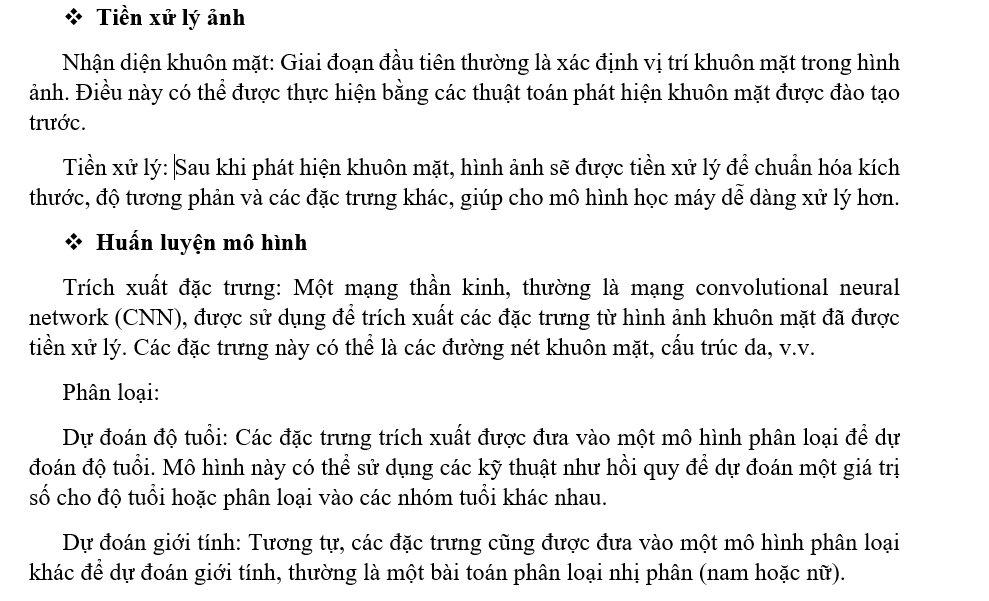 ❖ Tiền xử lý ảnh
Nhận diện khuôn mặt: Giai đoạn đầu tiên thường là xác định vị trí khuôn mặt trong hình
ảnh. Điều này có thể được thực hiện bằng các thuật toán phát hiện khuôn mặt được đào tạo
trước.
Tiền xử lý: Sau khi phát hiện khuôn mặt, hình ảnh sẽ được tiền xử lý để chuẩn hóa kích
thước, độ tương phản và các đặc trưng khác, giúp cho mô hình học máy dễ dàng xử lý hơn.
❖ Huấn luyện mô hình
Trích xuất đặc trưng: Một mạng thần kinh, thường là mạng convolutional neural
network (CNN), được sử dụng để trích xuất các đặc trưng từ hình ảnh khuôn mặt đã được
tiền xử lý. Các đặc trưng này có thể là các đường nét khuôn mặt, cấu trúc da, v.v.
Phân loại:
Dự đoán độ tuổi: Các đặc trưng trích xuất được đưa vào một mô hình phân loại để dự
đoán độ tuổi. Mô hình này có thể sử dụng các kỹ thuật như hồi quy để dự đoán một giá trị
số cho độ tuổi hoặc phân loại vào các nhóm tuổi khác nhau.
Dự đoán giới tính: Tương tự, các đặc trưng cũng được đưa vào một mô hình phân loại
khác để dự đoán giới tính, thường là một bài toán phân loại nhị phân (nam hoặc nữ).